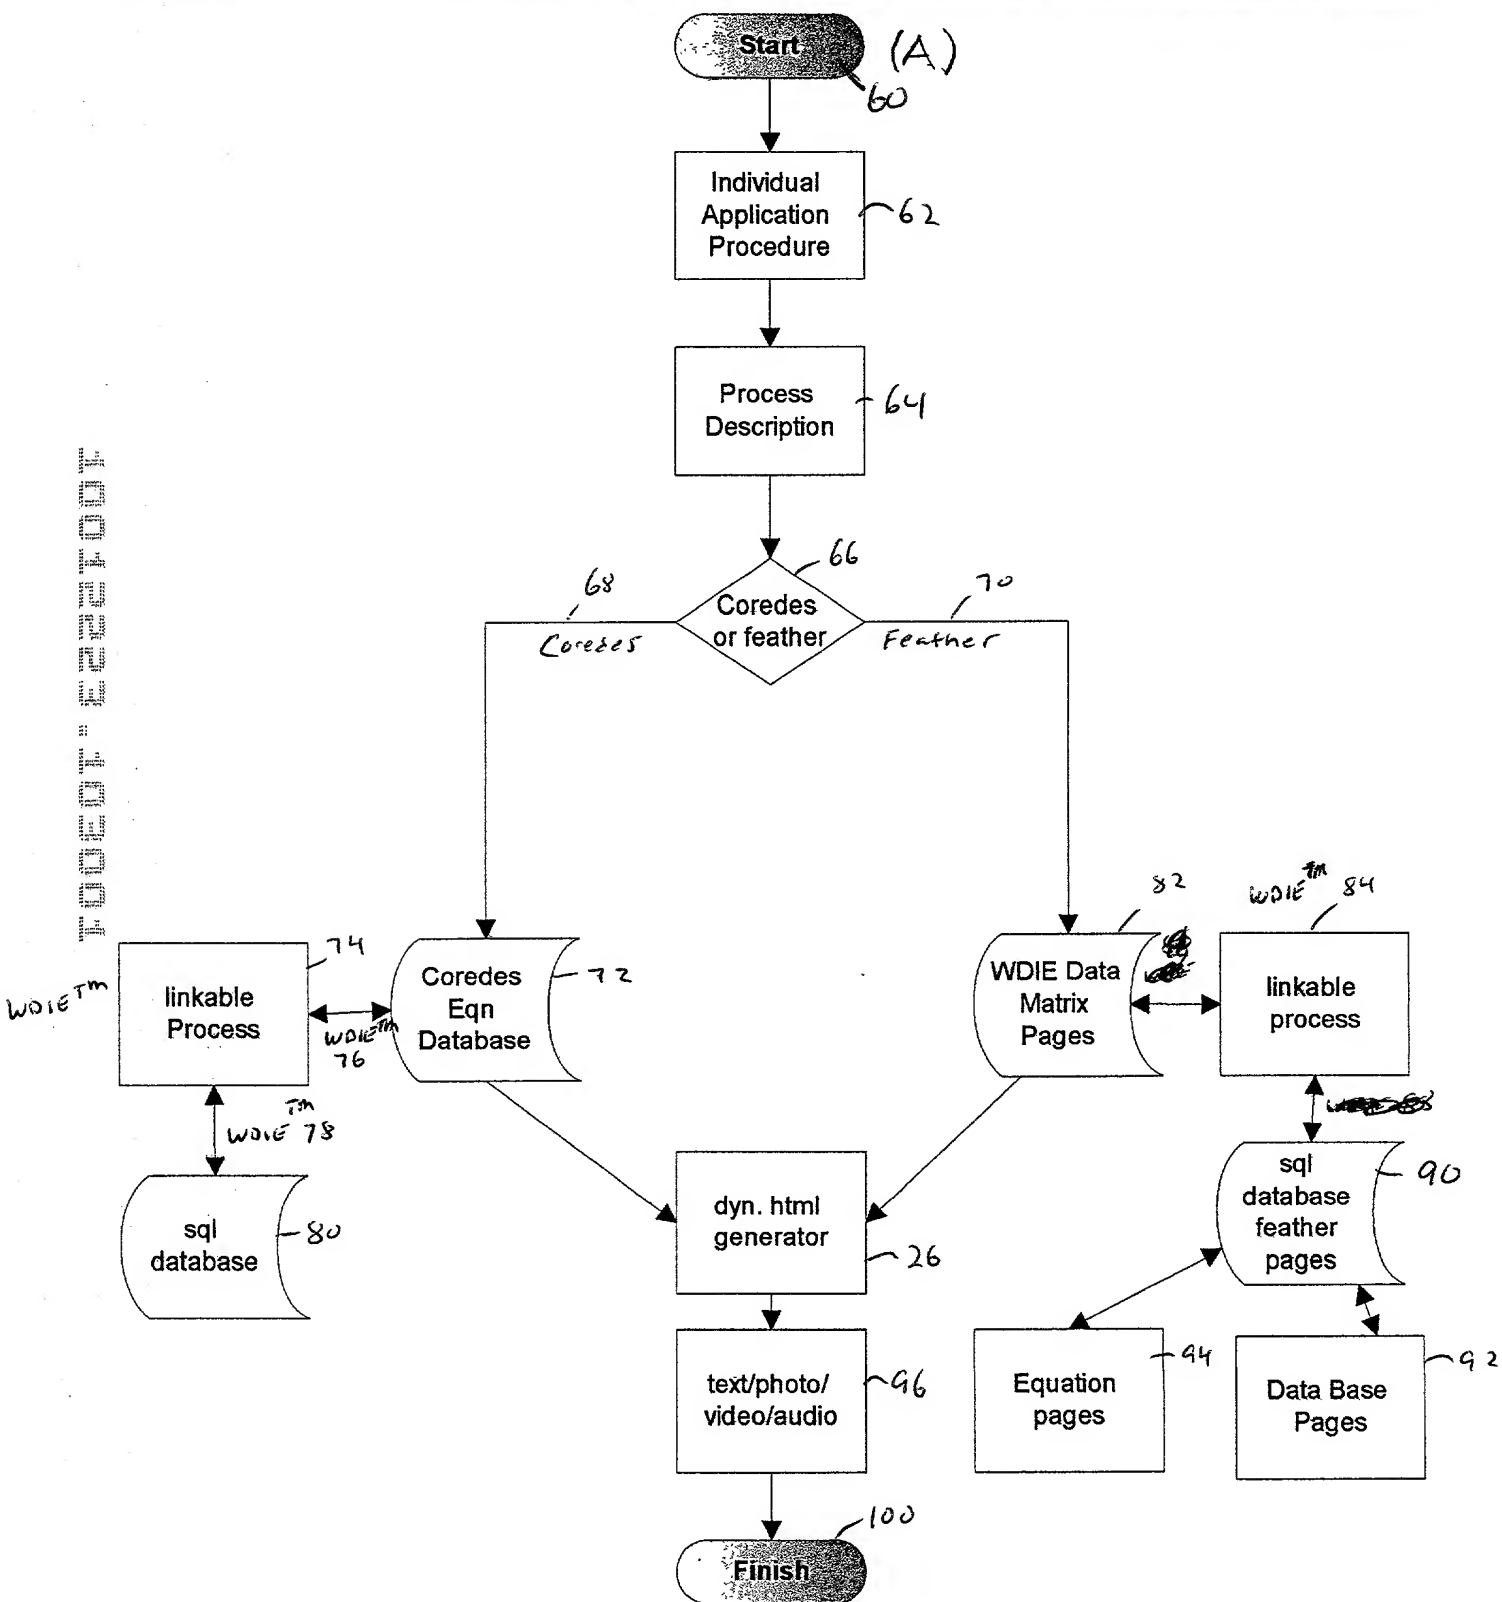 Start
(A)
60
Individual
Application
Procedure
62
Process
Description
64
66
68
70
Coredes
or feather
Coredes
Feather
82
WDIE™
84
74
WDIE™
linkable
Process
Coredes
Eqn
Database
72
WDIE Data
Matrix
Pages
linkable
process
WDIE™
76
WDIE™ 78
sql
database
80
dyn. html
generator
26
sql
database
feather
pages
90
text/photo/
video/audio
96
Equation
pages
94
Data Base
Pages
92
100
Finish